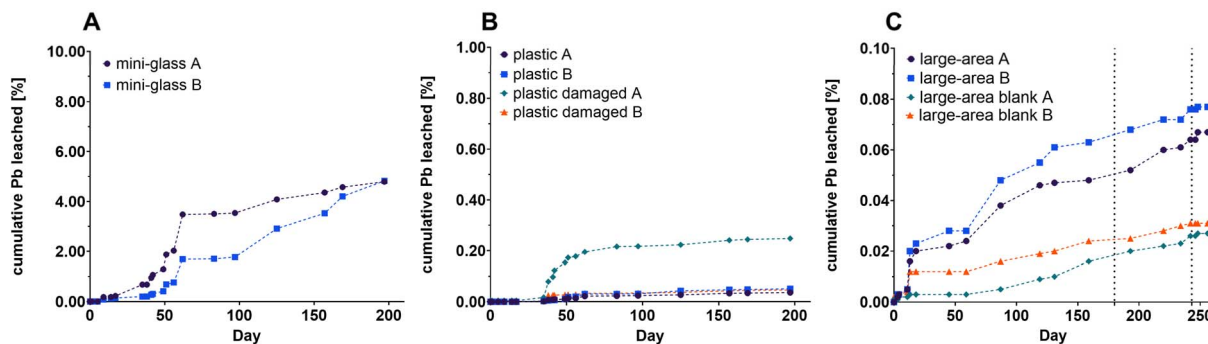 A
cumulative Pb leached [%]
10.00
8.00
6.00
4.00
2.00
0.00
mini-glass A
mini-glass B
0 50 100 150 200
Day
B
cumulative Pb leached [%]
1.00
0.80
0.60
0.40
0.20
0.00
plastic A
plastic B
plastic damaged A
plastic damaged B
0 50 100 150 200
Day
C
cumulative Pb leached [%]
0.10
0.08
0.06
0.04
0.02
0.00
large-area A
large-area B
large-area blank A
large-area blank B
0 50 100 150 200 250
Day